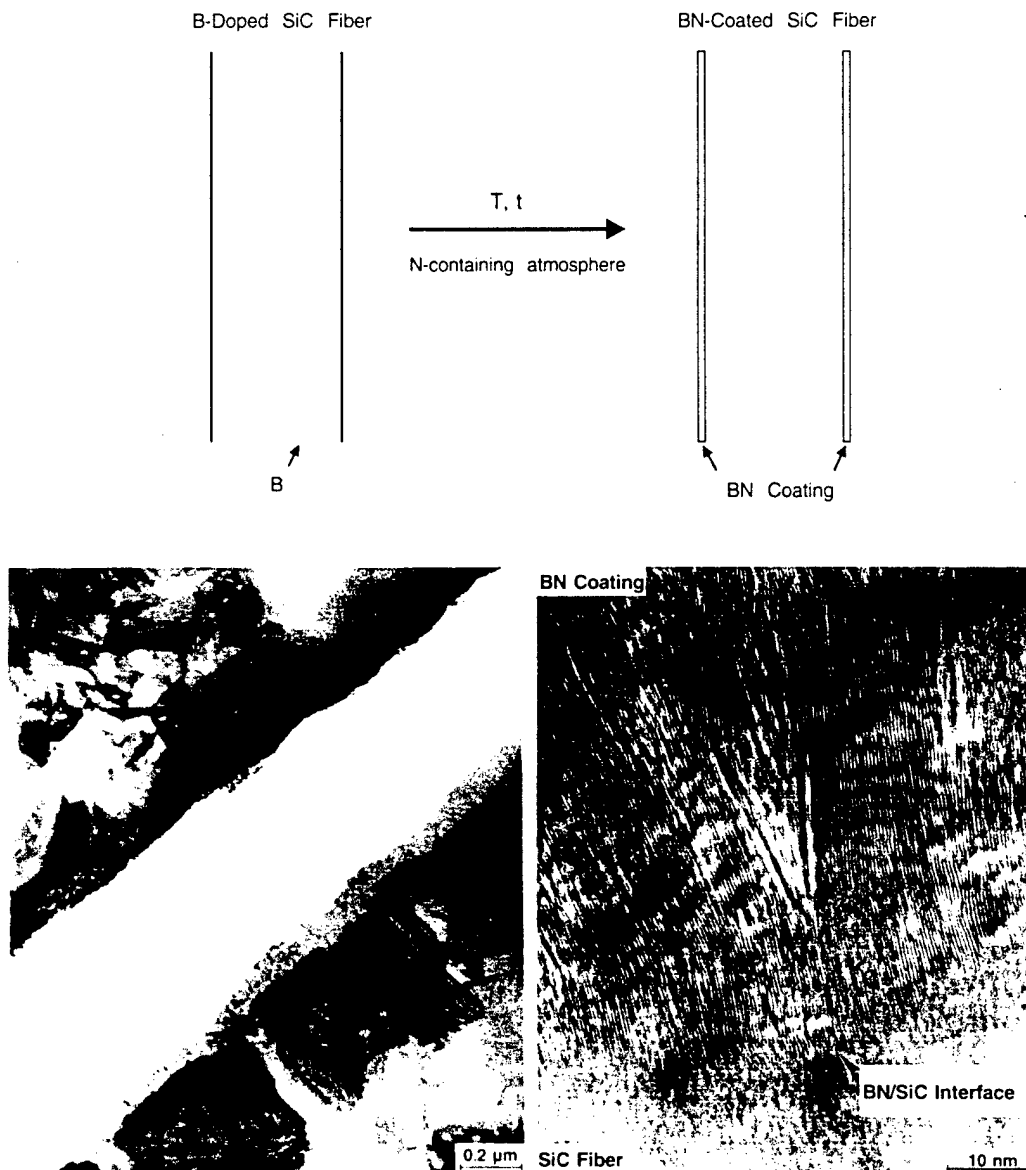 B-Doped SiC Fiber
BN-Coated SiC Fiber
T, t
N-containing atmosphere
B
BN Coating
BN Coating
BN/SiC Interface
0.2 µm
SiC Fiber
10 nm